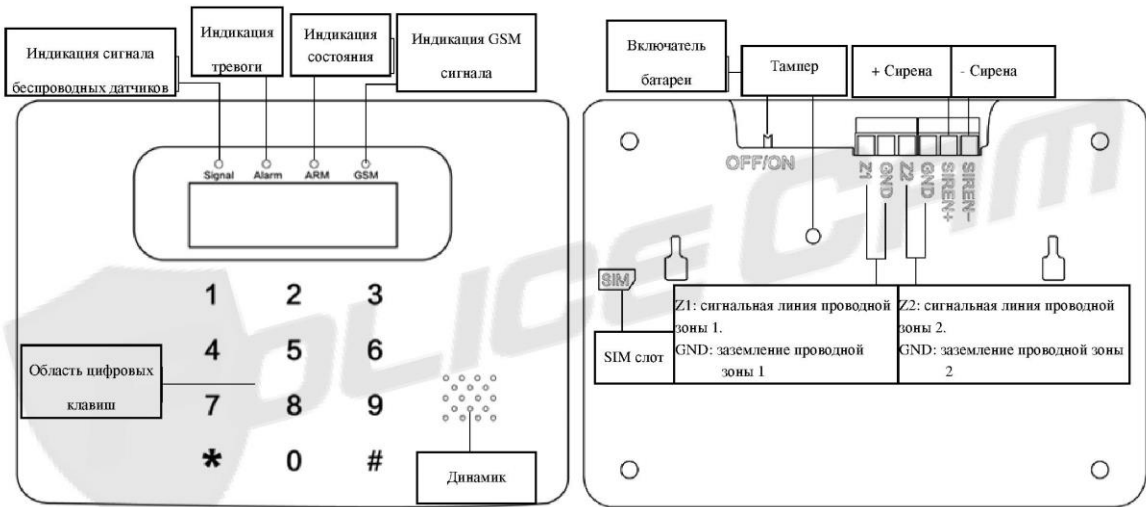 Индикация сигнала
беспроводных датчиков
Индикация
тревоги
Индикация
состояния
Индикация GSM
сигнала
Signal Alarm ARM GSM
1 2 3
4 5 6
7 8 9
* 0 #
Область цифровых
клавиш
Динамик
Включатель
батареи
Тампер
+ Сирена
- Сирена
OFF/ON
Z1
GND
Z2
GND
SIREN+
SIREN-
SIM
SIM слот
Z1: сигнальная линия проводной
зоны 1.
GND: заземление проводной
зоны 1
Z2: сигнальная линия проводной
зоны 2.
GND: заземление проводной зоны
2
POLICE CAM